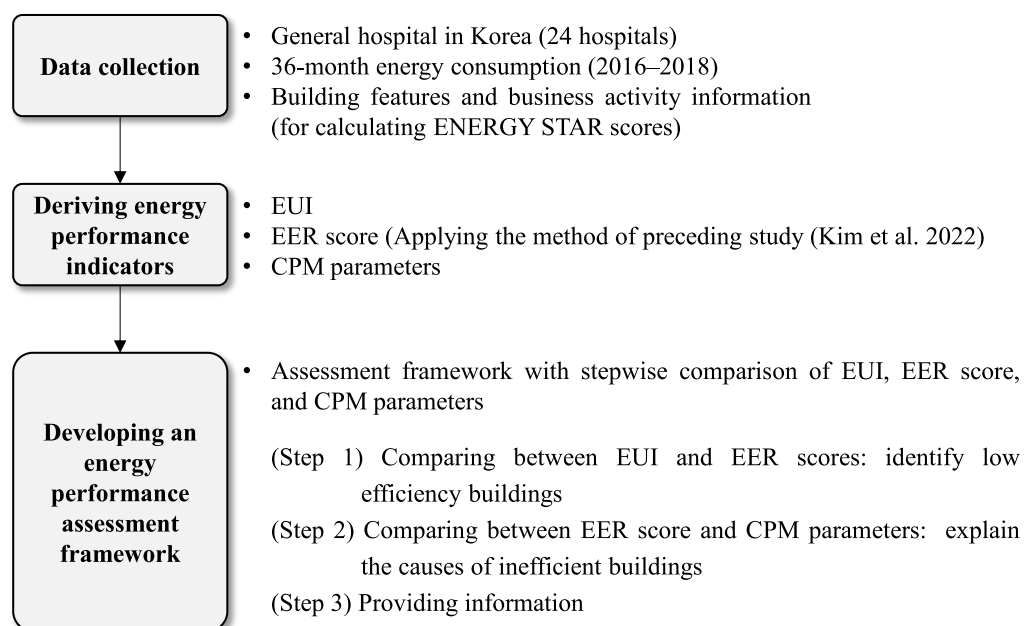 Data collection
• General hospital in Korea (24 hospitals)
• 36-month energy consumption (2016–2018)
• Building features and business activity information
(for calculating ENERGY STAR scores)
Deriving energy
performance
indicators
• EUI
• EER score (Applying the method of preceding study (Kim et al. 2022)
• CPM parameters
Developing an
energy
performance
assessment
framework
• Assessment framework with stepwise comparison of EUI, EER score,
and CPM parameters
(Step 1) Comparing between EUI and EER scores: identify low
efficiency buildings
(Step 2) Comparing between EER score and CPM parameters: explain
the causes of inefficient buildings
(Step 3) Providing information